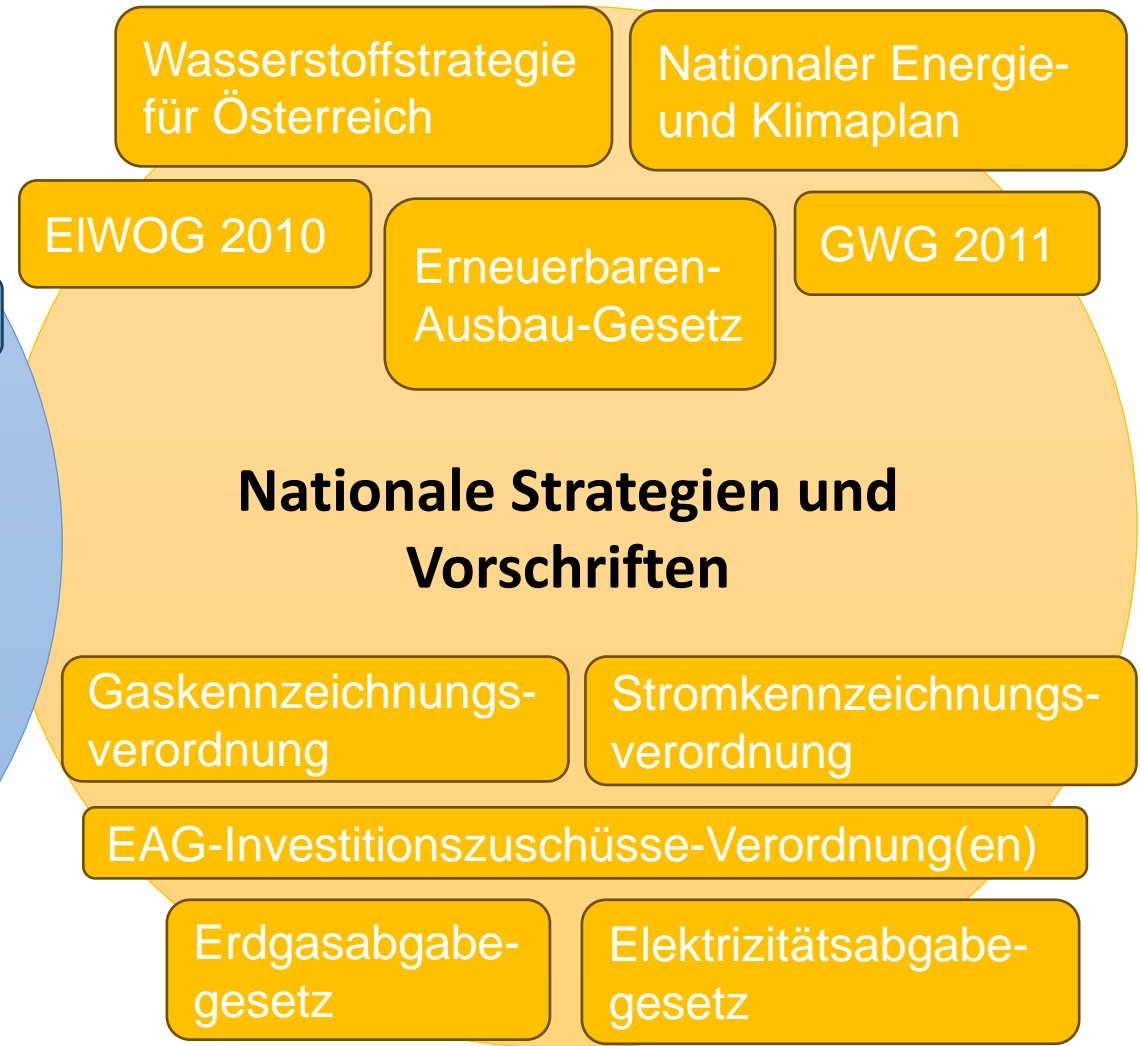 Wasserstoffstrategie
für Österreich
Nationaler Energie-
und Klimaplan
ElWOG 2010
Erneuerbaren-
Ausbau-Gesetz
GWG 2011
Nationale Strategien und
Vorschriften
Gaskennzeichnungs-
verordnung
Stromkennzeichnungs-
verordnung
EAG-Investitionszuschüsse-Verordnung(en)
Erdgasabgabe-
gesetz
Elektrizitätsabgabe-
gesetz